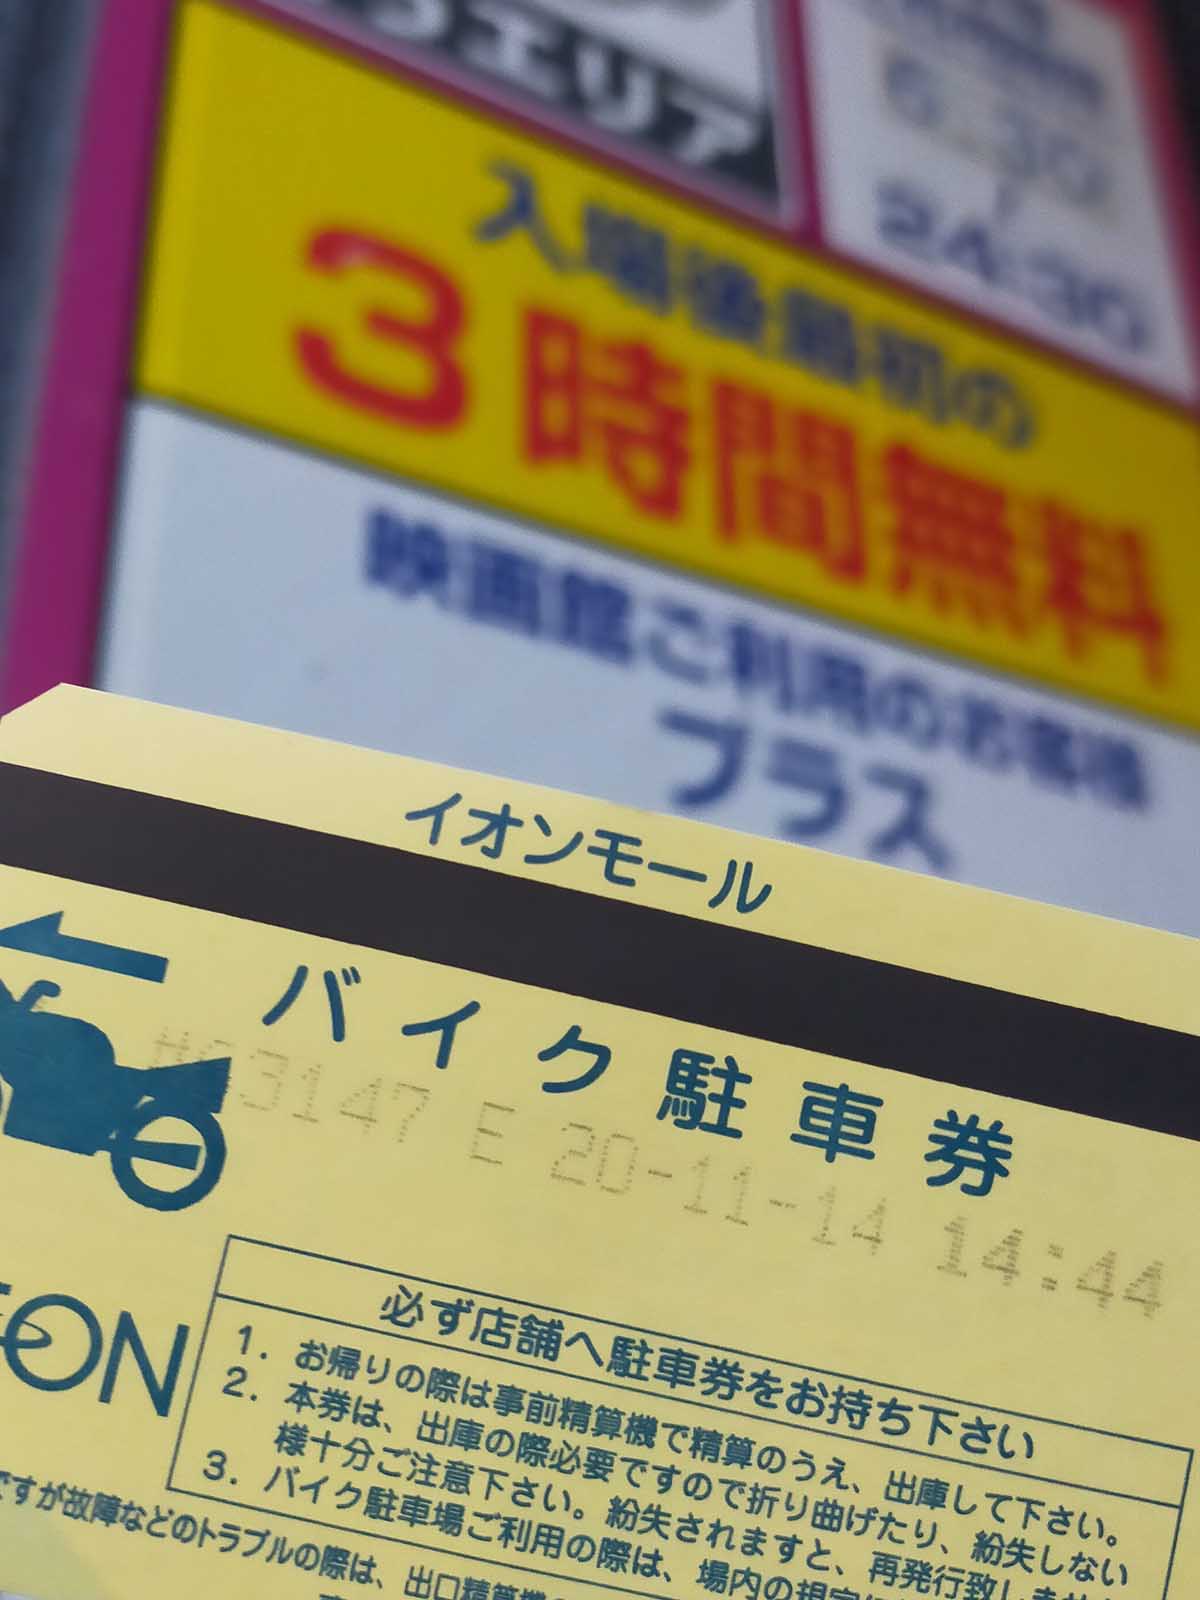 エリア
24:30
入場後最初の
3時間無料
映画館ご利用のお客様
プラス
イオンモール
バイク駐車券
3147 E 20-11-14 14:44
EON
必ず店舗へ駐車券をお持ち下さい
1. お帰りの際は事前精算機で精算のうえ、出庫して下さい。
2. 本券は、出庫の際必要ですので折り曲げたり、紛失しない
様十分ご注意下さい。紛失されますと、再発行致しませ
3. バイク駐車場ご利用の際は、場内の規定に
ですが故障などのトラブルの際は、出口精算機